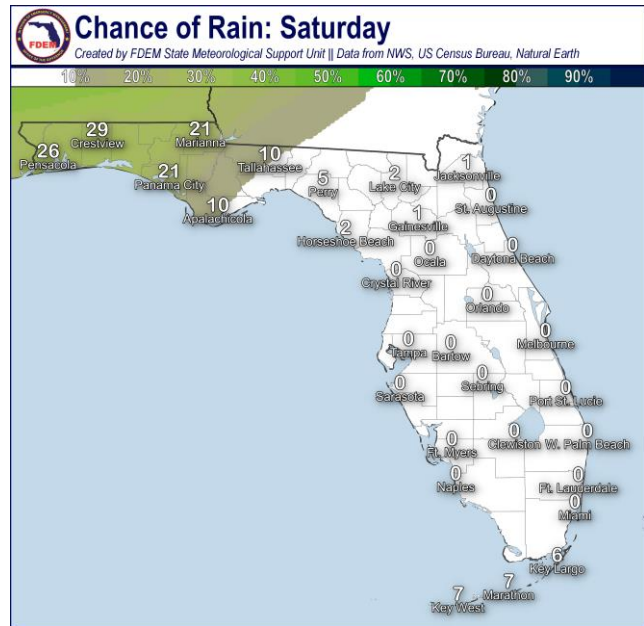 FDEM
Chance of Rain: Saturday
Created by FDEM State Meteorological Support Unit || Data from NWS, US Census Bureau, Natural Earth
10% 20% 30% 40% 50% 60% 70% 80% 90%
29
Crestview
21
Marianna
26
Pensacola
10
Tallahassee
21
Panama City
5
Perry
2
Lake City
1
Jacksonville
10
Apalachicola
0
St. Augustine
2
Horseshoe Beach
1
Gainesville
0
Ocala
0
Daytona Beach
0
Crystal River
0
Orlando
0
Melbourne
0
Tampa
0
Bartow
0
Sebring
0
Sarasota
0
Port St. Lucie
0
Ft. Myers
0
Clewiston
0
W. Palm Beach
0
Naples
0
Ft. Lauderdale
0
Miami
6
Key Largo
7
Marathon
7
Key West